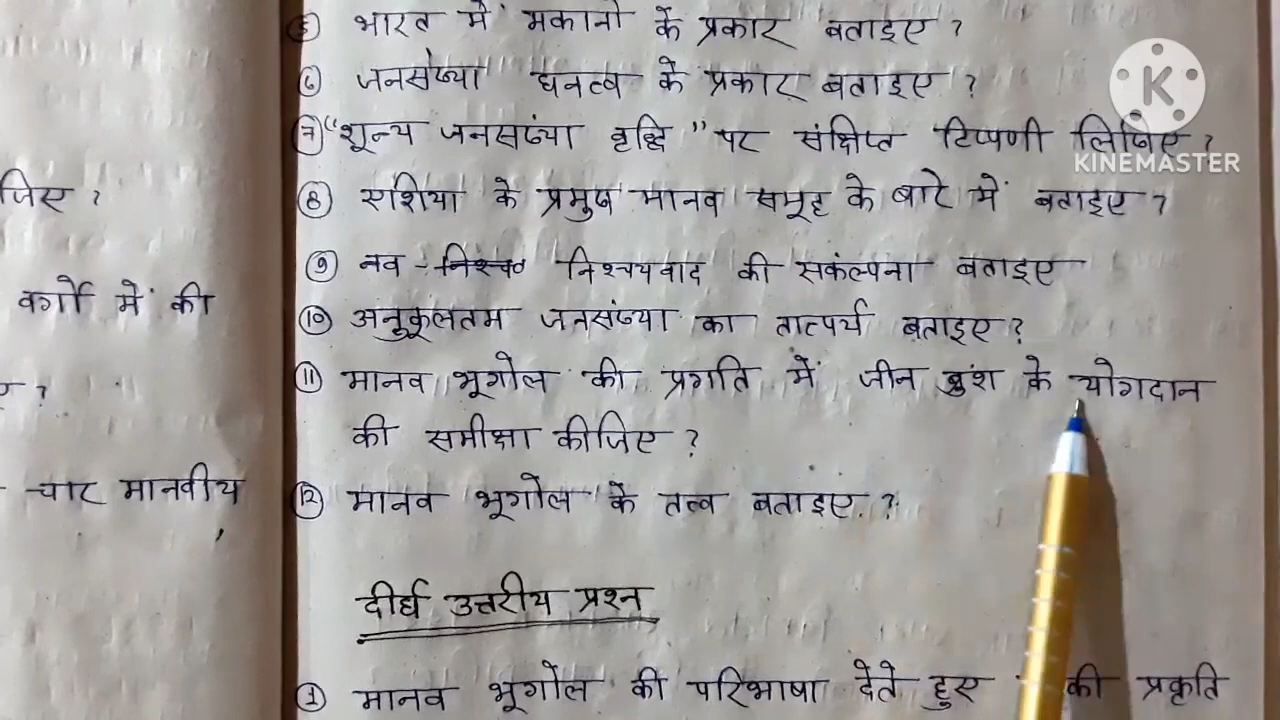 ⑤ भारत में मकानो के प्रकार बताइए ?
⑥ जनसंख्या घनत्व के प्रकार बताइए ?
⑦ "शून्य जनसंख्या वृद्धि" पर संक्षिप्त टिप्पणी लिखिए ?
KINEMASTER
जिए ?
⑧ एशिया के प्रमुख मानव समूह के बारे में बताइए ?
⑨ नव - निश्चयवाद की सकंल्पना बताइए
वर्गो में की
⑩ अनुकूलतम जनसंख्या का तात्पर्य बताइए ?
⑪ मानव भूगोल की प्रगति में जीन ब्रुंश के योगदान
की समीक्षा कीजिए ?
- चार मानवीय
⑫ मानव भूगोल के तत्व बताइए ?
दीर्घ उत्तरीय प्रश्न
① मानव भूगोल की परिभाषा देते हुए की प्रकृति